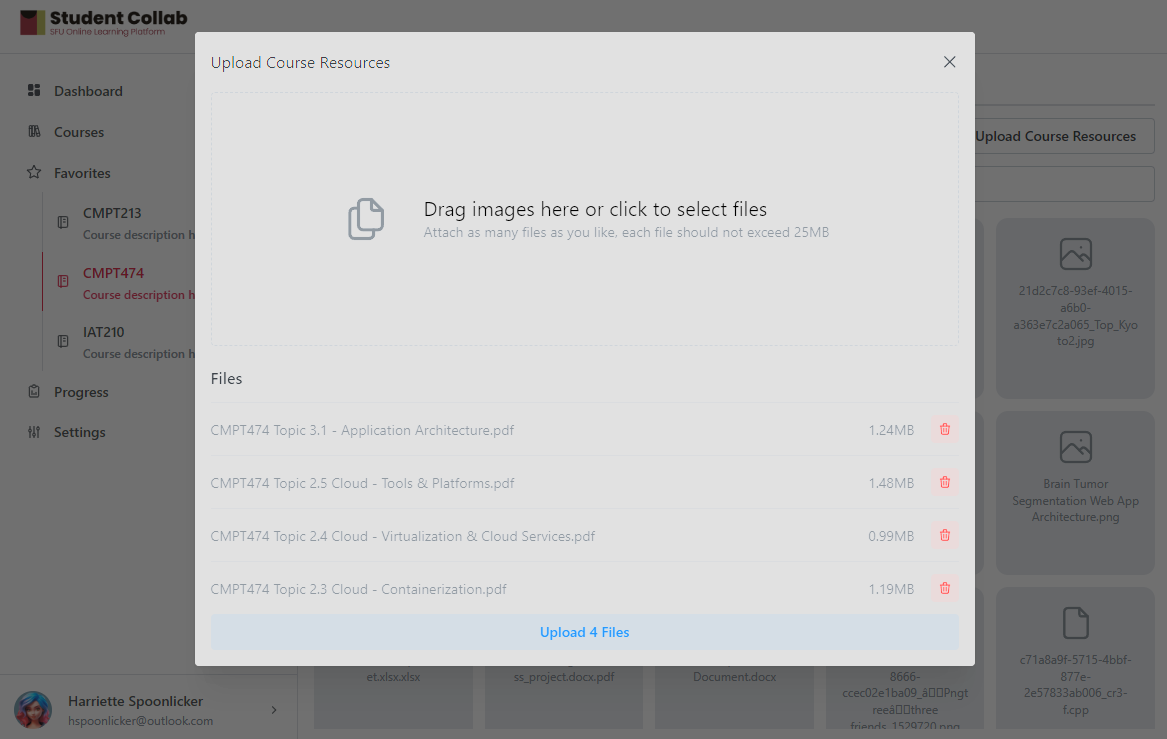 Student Collab
SFU Online Learning Platform
Dashboard
Courses
Favorites
CMPT213
Course description h
CMPT474
Course description h
IAT210
Course description h
Progress
Settings
Harriette Spoonlicker
hspoonlicker@outlook.com
Upload Course Resources
Drag images here or click to select files
Attach as many files as you like, each file should not exceed 25MB
Files
CMPT474 Topic 3.1 - Application Architecture.pdf 1.24MB
CMPT474 Topic 2.5 Cloud - Tools & Platforms.pdf 1.48MB
CMPT474 Topic 2.4 Cloud - Virtualization & Cloud Services.pdf 0.99MB
CMPT474 Topic 2.3 Cloud - Containerization.pdf 1.19MB
Upload 4 Files
Upload Course Resources
21d2c7c8-93ef-4015-
a6b0-
a363e7c2a065_Top_Kyo
to2.jpg
Brain Tumor
Segmentation Web App
Architecture.png
et.xlsx.xlsx
ss_project.docx.pdf
Document.docx
8666-
ccec02e1ba09_â􀀀􀀀Pngt
reeâ􀀀􀀀three
friends_1529720.png
c71a8a9f-5715-4bbf-
877e-
2e57833ab006_cr3-
f.cpp